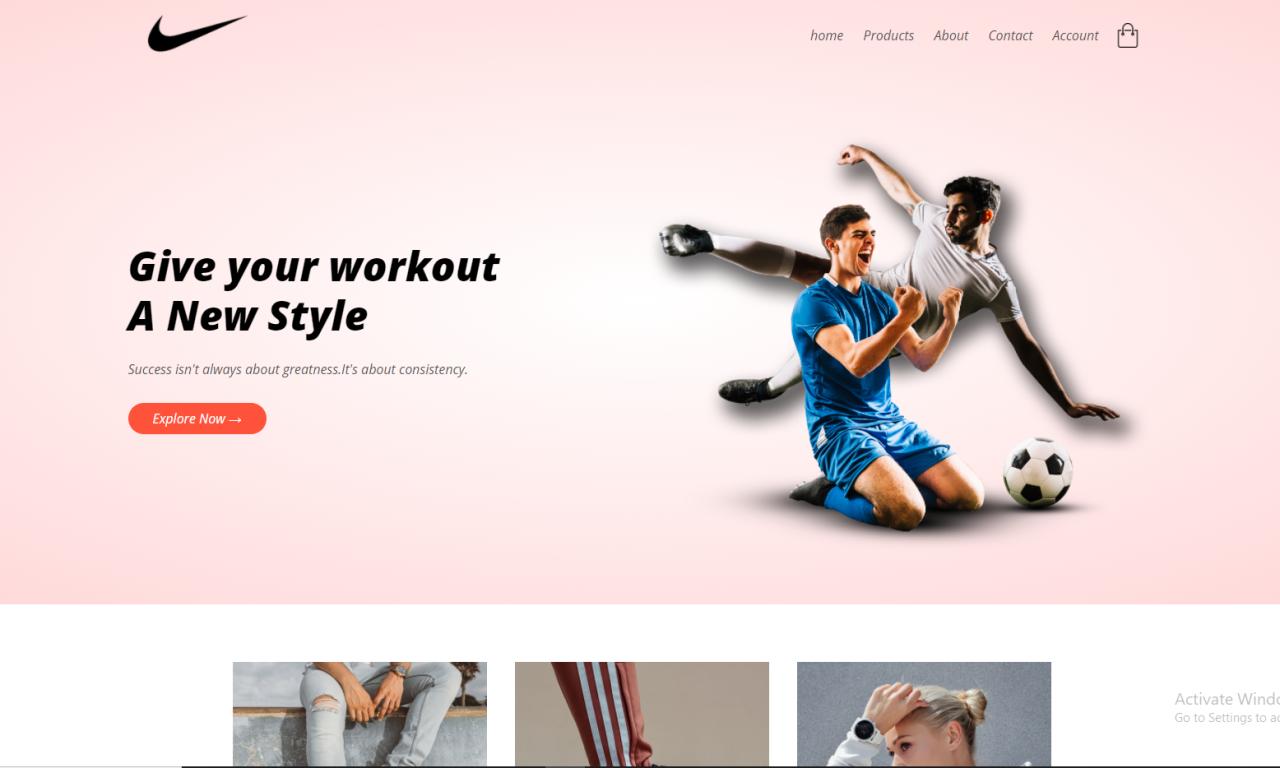 home Products About Contact Account
Give your workout
A New Style
Success isn't always about greatness.It's about consistency.
Explore Now →
Activate Windo
Go to Settings to ac